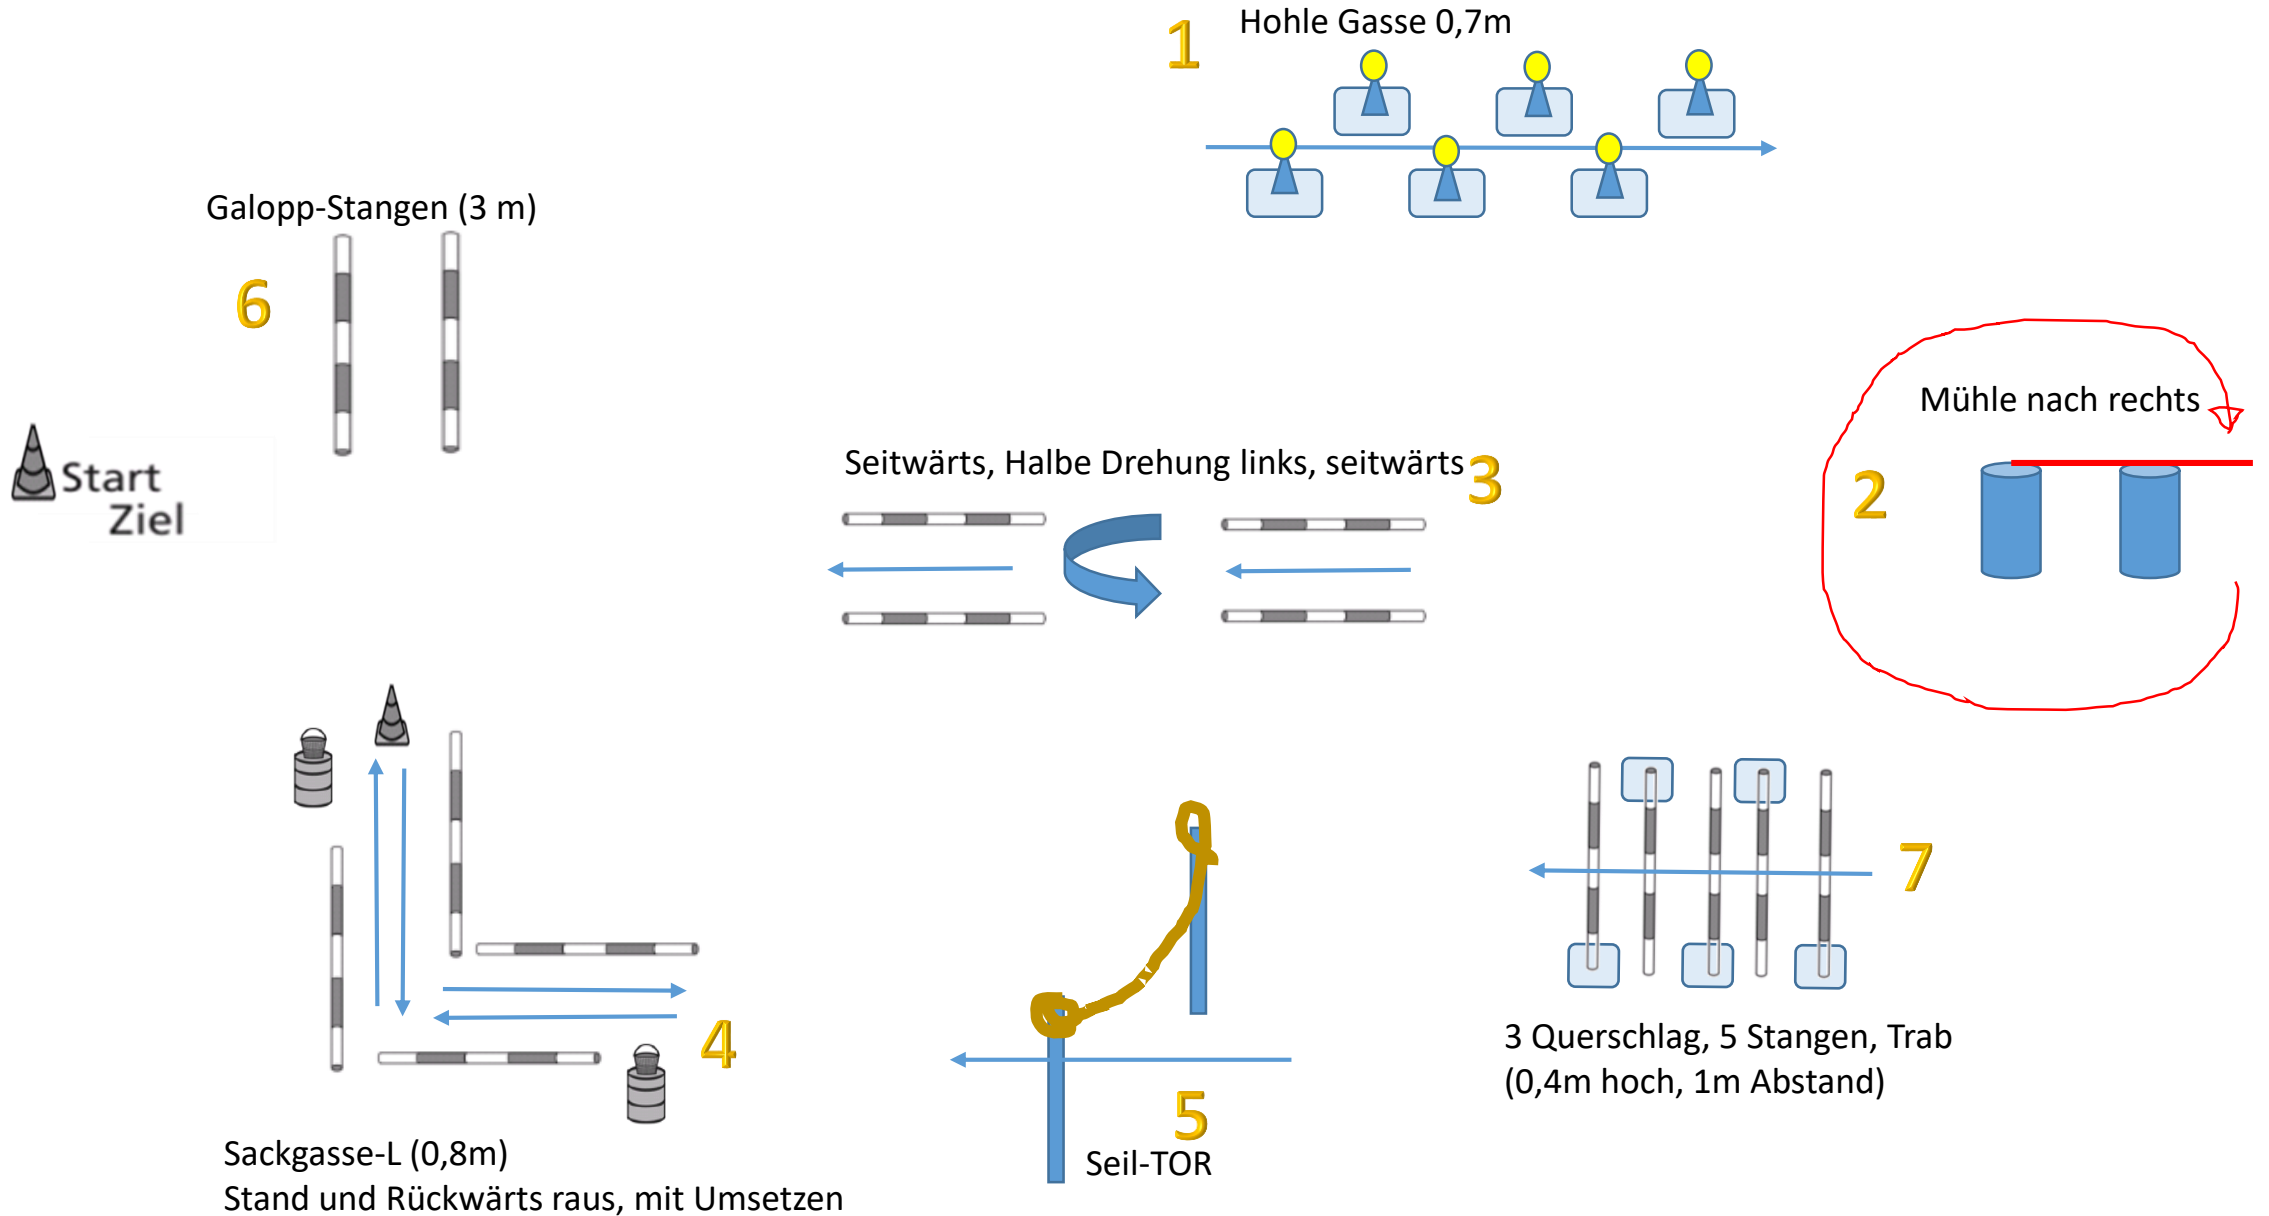 1
Hohle Gasse 0,7m
Galopp-Stangen (3 m)
6
Start
Ziel
Mühle nach rechts
2
Seitwärts, Halbe Drehung links, seitwärts
3
4
Sackgasse-L (0,8m)
Stand und Rückwärts raus, mit Umsetzen
5
Seil-TOR
7
3 Querschlag, 5 Stangen, Trab
(0,4m hoch, 1m Abstand)